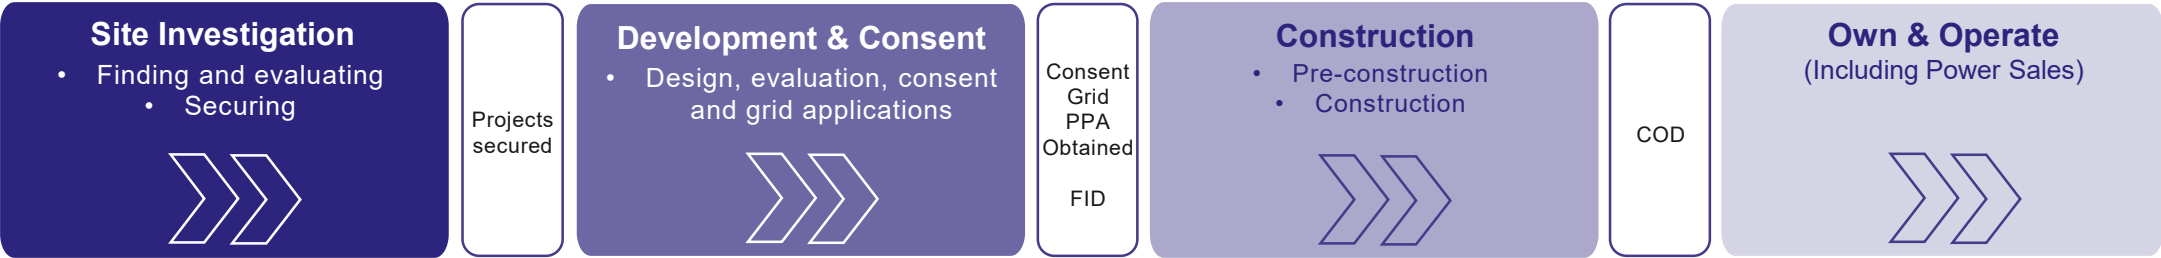 Site Investigation
• Finding and evaluating
• Securing
Projects
secured
Development & Consent
• Design, evaluation, consent
and grid applications
Consent
Grid
PPA
Obtained
FID
Construction
• Pre-construction
• Construction
COD
Own & Operate
(Including Power Sales)